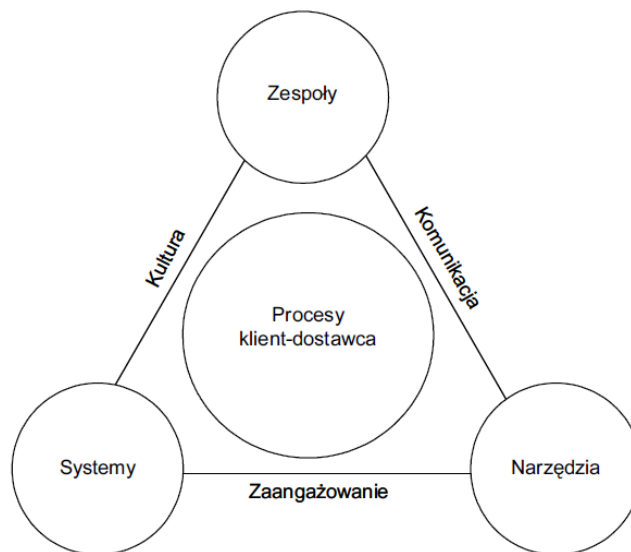 Zespoły
Kultura
Komunikacja
Procesy
klient-dostawca
Systemy
Narzędzia
Zaangażowanie